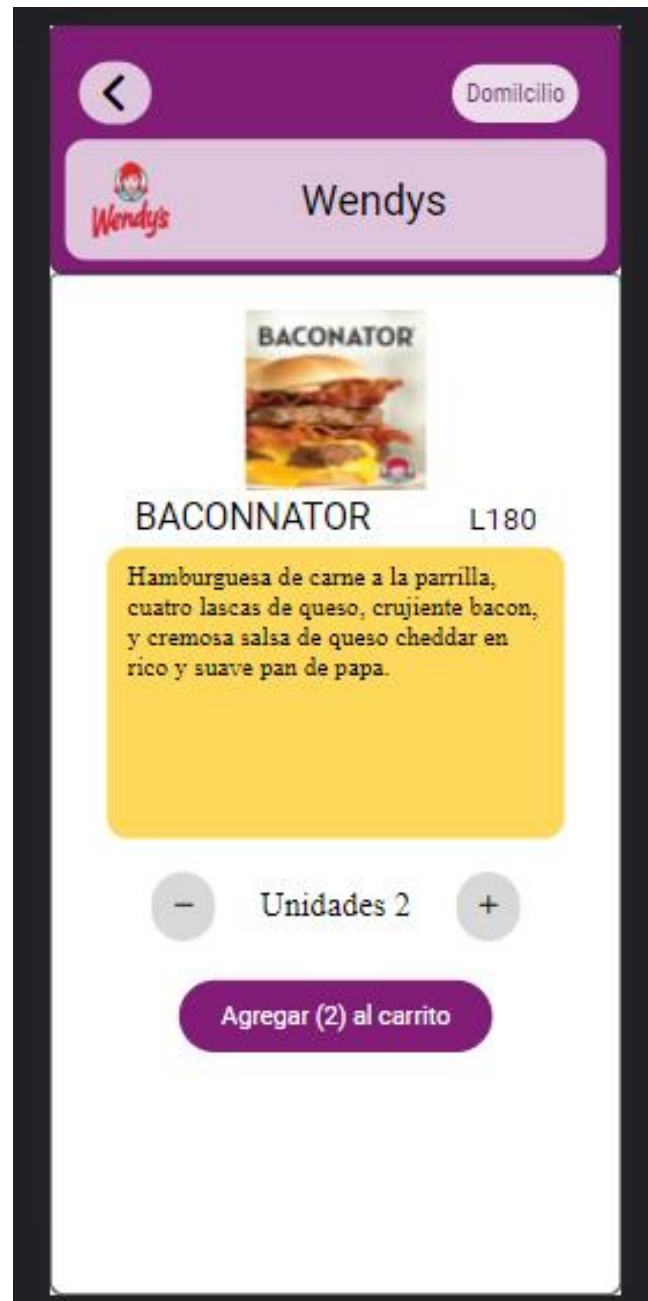 Domilcilio
Wendy's
Wendys
BACONATOR
BACONNATOR
L180
Hamburguesa de carne a la parrilla,
cuatro lascas de queso, crujiente bacon,
y cremosa salsa de queso cheddar en
rico y suave pan de papa.
− Unidades 2 +
Agregar (2) al carrito